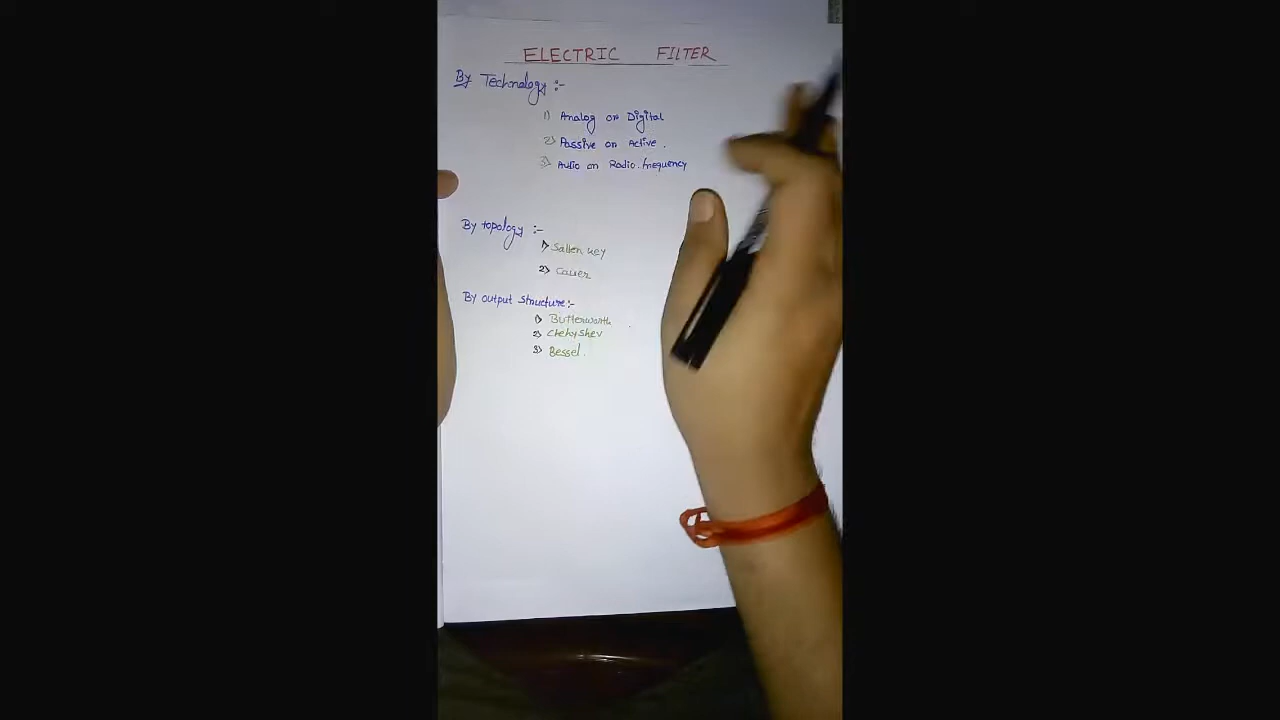 ELECTRIC FILTER
By Technology :-
1) Analog or Digital
2) Passive or Active.
3) Audio or Radio.frequency
By topology :-
1) Sallen key
2) Cauer
By output structure:-
1) Butterworth
2) Chebyshev
3) Bessel.